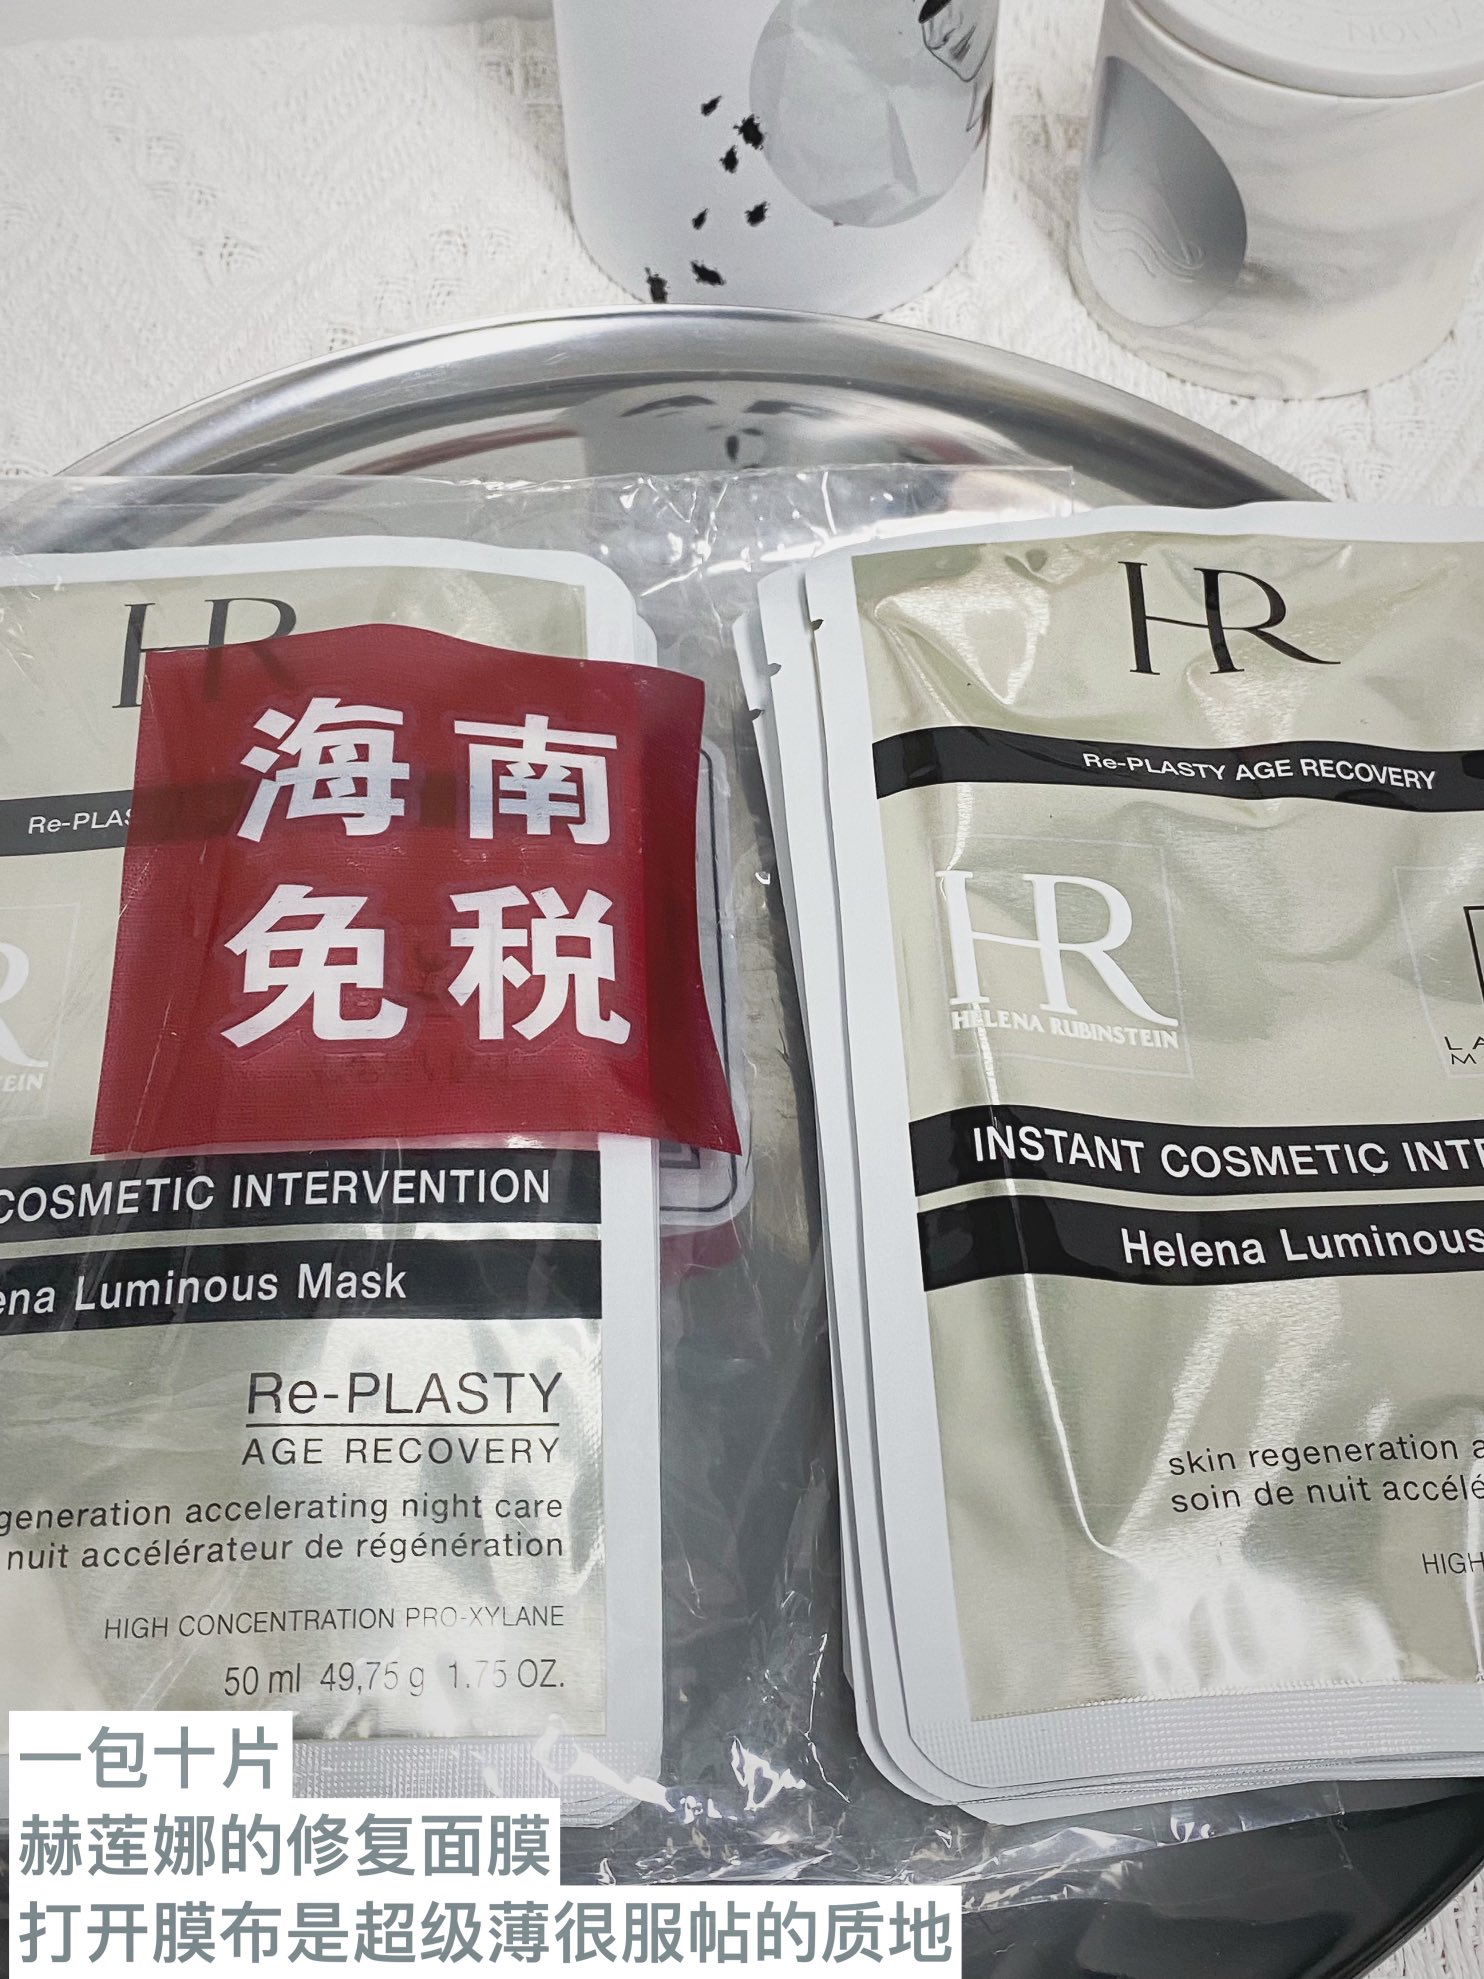 HR
Re-PLAS
海南
免税
EIN
COSMETIC INTERVENTION
ena Luminous Mask
Re-PLASTY
AGE RECOVERY
generation accelerating night care
nuit accélérateur de régénération
HIGH CONCENTRATION PRO-XYLANE
50 ml 49,75 g 1.75 OZ.
HR
Re-PLASTY AGE RECOVERY
HR
HELENA RUBINSTEIN
LA
M
INSTANT COSMETIC INTE
Helena Luminous
skin regeneration a
soin de nuit accélé
HIGH
一包十片
赫莲娜的修复面膜
打开膜布是超级薄很服帖的质地